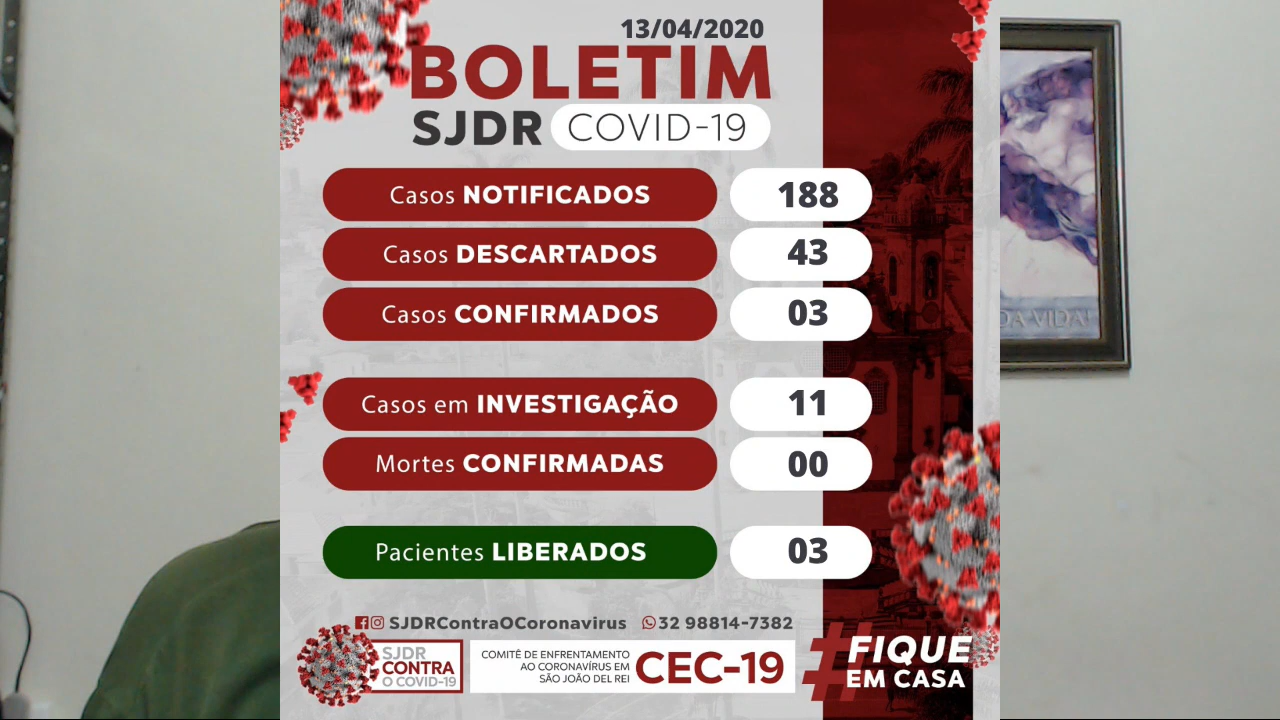 13/04/2020
BOLETIM
SJDR COVID-19
Casos NOTIFICADOS 188
Casos DESCARTADOS 43
Casos CONFIRMADOS 03
Casos em INVESTIGAÇÃO 11
Mortes CONFIRMADAS 00
Pacientes LIBERADOS 03
SJDRContraOCoronavirus 32 98814-7382
SJDR
CONTRA
O COVID-19
COMITÊ DE ENFRENTAMENTO
AO CORONAVÍRUS EM
SÃO JOÃO DEL REI
CEC-19
#FIQUE
EM CASA
DA VIDA!